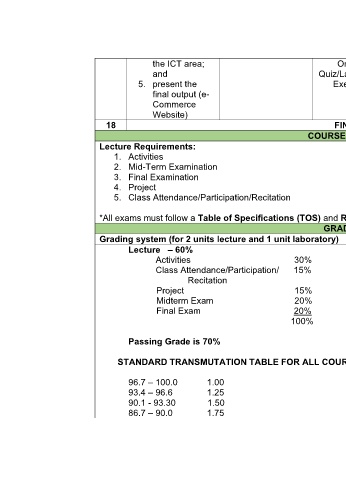 the ICT area;
and
5. present the
final output (e-
Commerce
Website)
Quiz/La
18
FIN
COURSE
Lecture Requirements:
1. Activities
2. Mid-Term Examination
3. Final Examination
4. Project
5. Class Attendance/Participation/Recitation
*All exams must follow a Table of Specifications (TOS) and R
GRAD
Grading system (for 2 units lecture and 1 unit laboratory)
Lecture – 60%
Activities 30%
Class Attendance/Participation/ 15%
Recitation
Project 15%
Midterm Exam 20%
Final Exam 20%
100%
Passing Grade is 70%
STANDARD TRANSMUTATION TABLE FOR ALL COUR
96.7 – 100.0 1.00
93.4 – 96.6 1.25
90.1 - 93.30 1.50
86.7 – 90.0 1.75